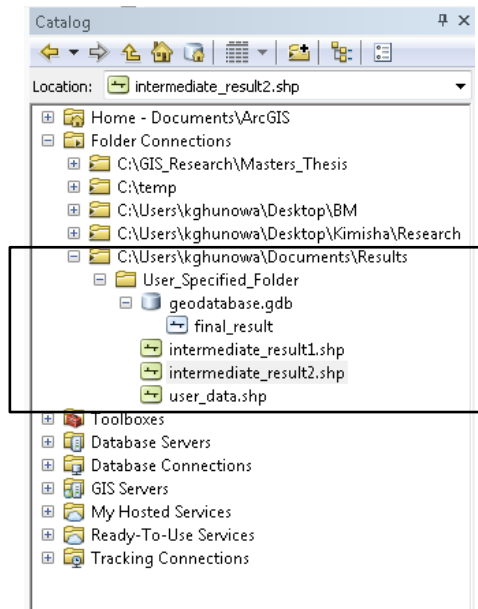 Catalog
Location: intermediate_result2.shp
Home - Documents\ArcGIS
Folder Connections
C:\GIS_Research\Masters_Thesis
C:\temp
C:\Users\kghunowa\Desktop\BM
C:\Users\kghunowa\Desktop\Kimisha\Research
C:\Users\kghunowa\Documents\Results
User_Specified_Folder
geodatabase.gdb
final_result
intermediate_result1.shp
intermediate_result2.shp
user_data.shp
Toolboxes
Database Servers
Database Connections
GIS Servers
My Hosted Services
Ready-To-Use Services
Tracking Connections